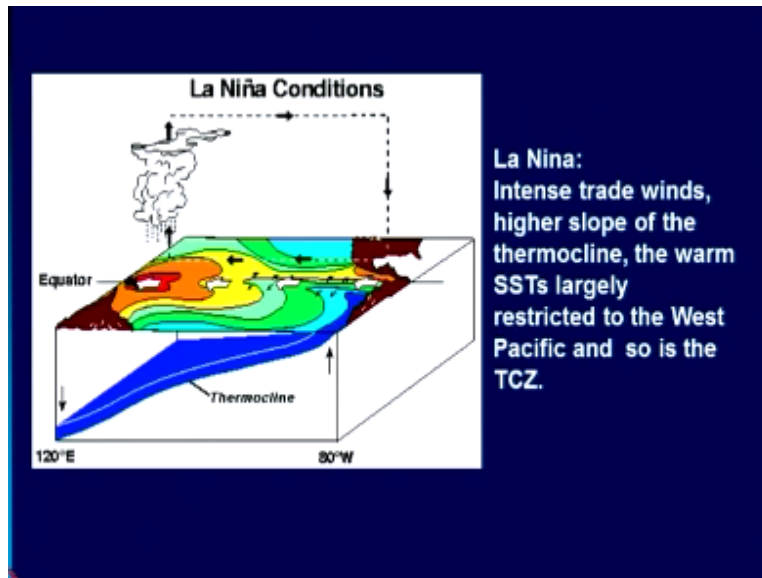 La Niña Conditions
Equator
Thermocline
120°E
80°W
La Nina:
Intense trade winds,
higher slope of the
thermocline, the warm
SSTs largely
restricted to the West
Pacific and so is the
TCZ.